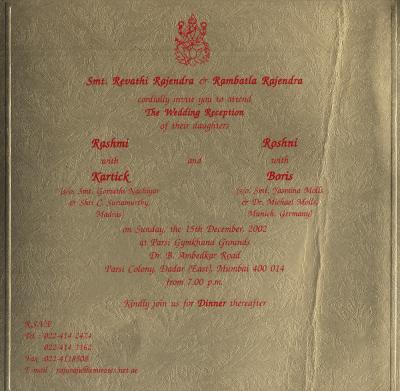 Smt. Revathi Rajendra & Rambatla Rajendra
cordially invite you to attend
The Wedding Reception
of their daughters
Rashmi Roshni
with and with
Kartick Boris
(s/o. Smt. Gomathi Nachiyar (s/o. Smt. Yasmina Molls
& Shri C. Suriamurthy, & Dr. Michael Molls,
Madras) Munich, Germany)
on Sunday, the 15th December, 2002
at Parsi Gymkhana Grounds
Dr. B. Ambedkar Road
Parsi Colony, Dadar (East), Mumbai 400 014
from 7.00 p.m.
Kindly join us for Dinner thereafter
R.S.V.P.
Tel. : 022-414 2474
022-414 7162
Fax :022-4118508
E mail :